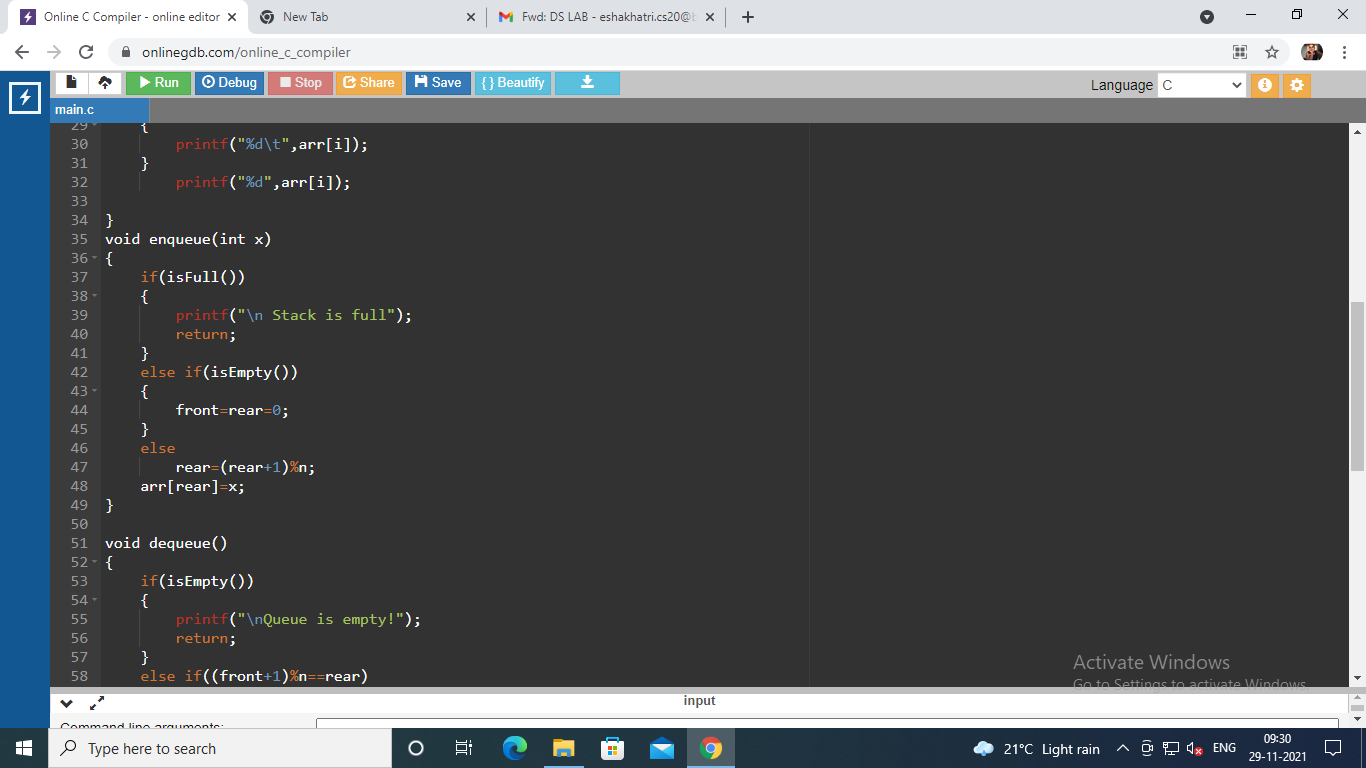 Online C Compiler - online editor
New Tab
Fwd: DS LAB - eshakhatri.cs20@b
onlinegdb.com/online_c_compiler
Run Debug Stop Share Save { } Beautify Language C
main.c
29 {
30 printf("%d\t",arr[i]);
31 }
32 printf("%d",arr[i]);
33
34 }
35 void enqueue(int x)
36 {
37 if(isFull())
38 {
39 printf("\n Stack is full");
40 return;
41 }
42 else if(isEmpty())
43 {
44 front=rear=0;
45 }
46 else
47 rear=(rear+1)%n;
48 arr[rear]=x;
49 }
50
51 void dequeue()
52 {
53 if(isEmpty())
54 {
55 printf("\nQueue is empty!");
56 return;
57 }
58 else if((front+1)%n==rear)
Activate Windows
Go to Settings to activate Windows.
input
Command line arguments:
Type here to search
21°C Light rain
ENG
09:30
29-11-2021